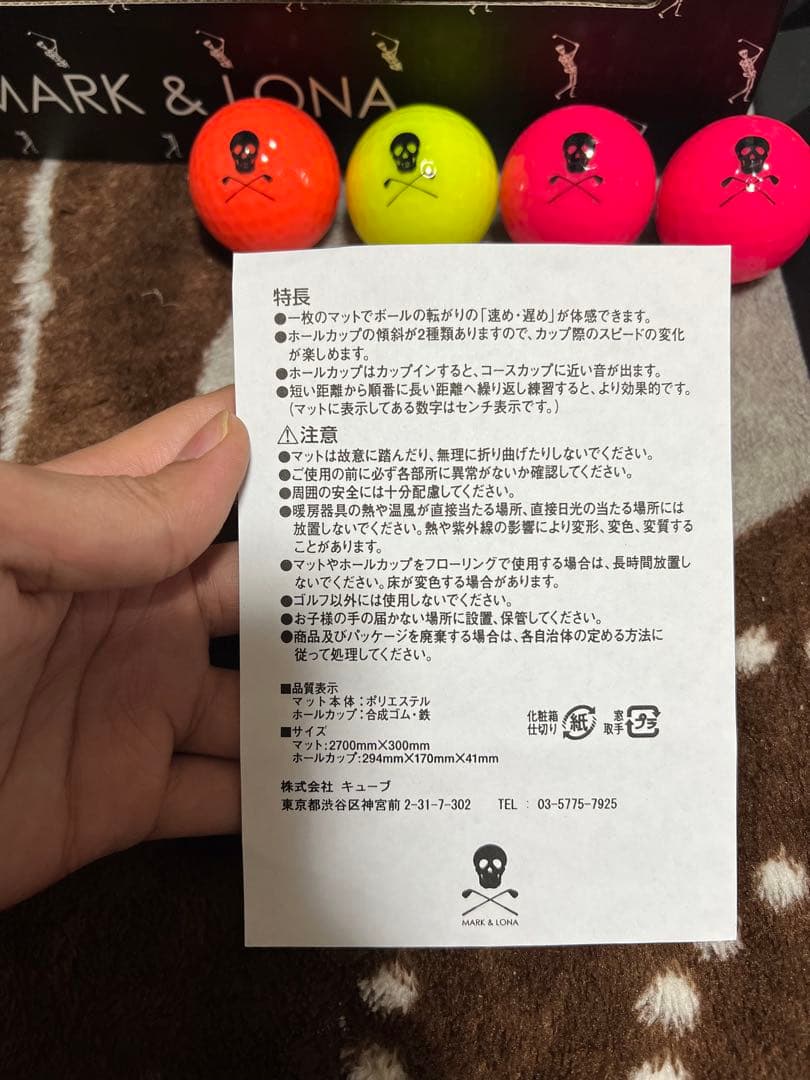 MARK & LONA
特長
●一枚のマットでボールの転がりの「速め・遅め」が体感できます。
●ホールカップの傾斜が2種類ありますので、カップ際のスピードの変化
が楽しめます。
●ホールカップはカップインすると、コースカップに近い音が出ます。
●短い距離から順番に長い距離へ繰り返し練習すると、より効果的です。
(マットに表示してある数字はセンチ表示です。)
⚠注意
●マットは故意に踏んだり、無理に折り曲げたりしないでください。
●ご使用の前に必ず各部所に異常がないか確認してください。
●周囲の安全には十分配慮してください。
●暖房器具の熱や温風が直接当たる場所、直接日光の当たる場所には
放置しないでください。熱や紫外線の影響により変形、変色、変質する
ことがあります。
●マットやホールカップをフローリングで使用する場合は、長時間放置し
ないでください。床が変色する場合があります。
●ゴルフ以外には使用しないでください。
●お子様の手の届かない場所に設置、保管してください。
●商品及びパッケージを廃棄する場合は、各自治体の定める方法に
従って処理してください。
■品質表示
マット本体：ポリエステル
ホールカップ：合成ゴム・鉄
■サイズ
マット：2700mm×300mm
ホールカップ：294mm×170mm×41mm
化粧箱
仕切り
紙
窓
取手
プラ
株式会社 キューブ
東京都渋谷区神宮前 2-31-7-302 TEL : 03-5775-7925
MARK & LONA